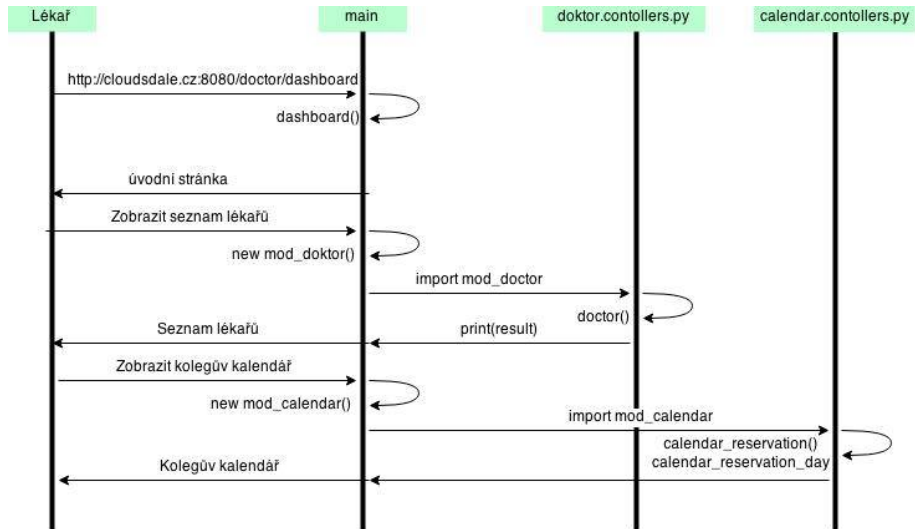 Lékař
main
doktor.contollers.py
calendar.contollers.py
http://cloudsdale.cz:8080/doctor/dashboard
dashboard()
úvodní stránka
Zobrazit seznam lékařů
new mod_doktor()
import mod_doctor
doctor()
Seznam lékařů
print(result)
Zobrazit kolegův kalendář
new mod_calendar()
import mod_calendar
calendar_reservation()
calendar_reservation_day
Kolegův kalendář